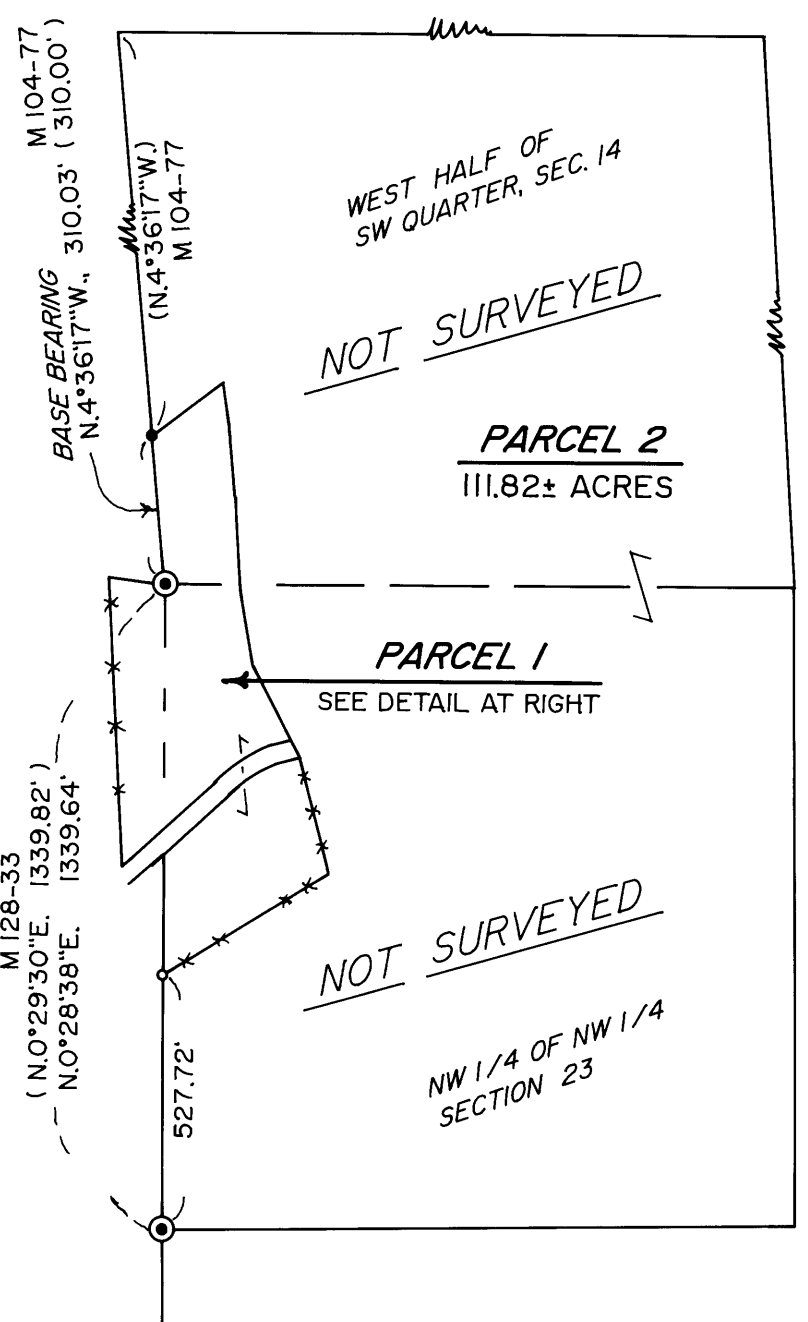 M 104-77
BASE BEARING
N.4°36'17"W., 310.03' ( 310.00' )
(N.4°36'17"W.)
M 104-77
WEST HALF OF
SW QUARTER, SEC. 14
NOT SURVEYED
PARCEL 2
111.82± ACRES
PARCEL 1
SEE DETAIL AT RIGHT
M 128-33
( N.0°29'30"E. 1339.82' )
N.0°28'38"E. 1339.64'
NOT SURVEYED
527.72'
NW 1/4 OF NW 1/4
SECTION 23